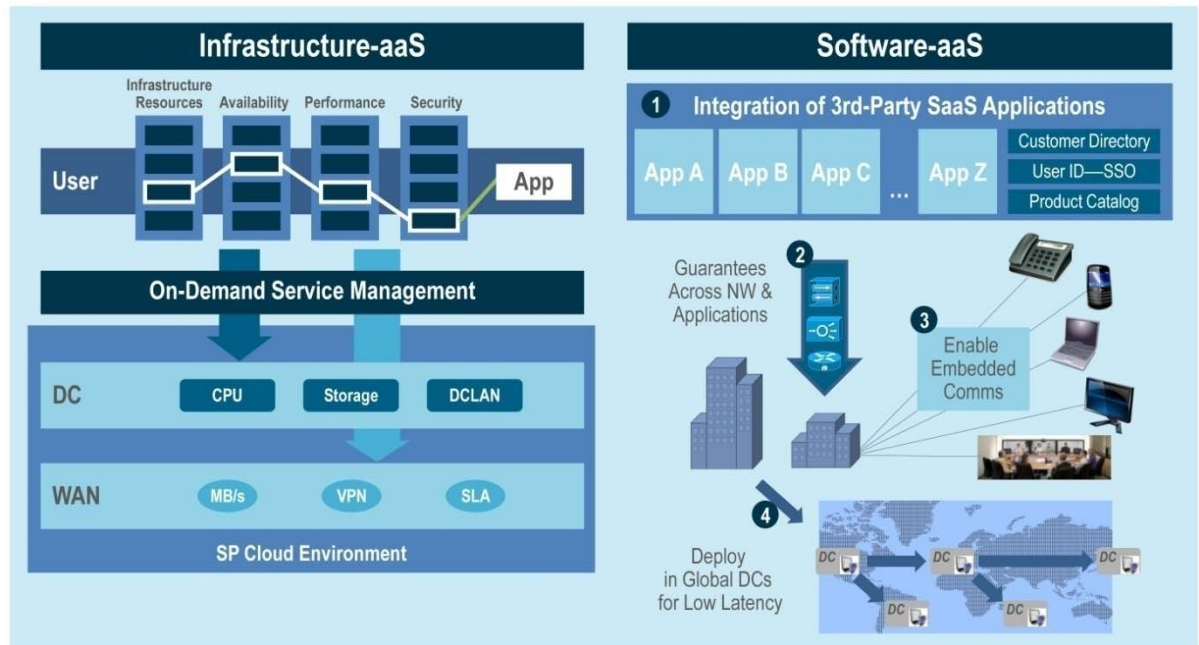 Infrastructure-aaS
Infrastructure
Resources
Availability
Performance
Security
User
App
On-Demand Service Management
DC
CPU
Storage
DCLAN
WAN
MB/s
VPN
SLA
SP Cloud Environment
Software-aaS
1 Integration of 3rd-Party SaaS Applications
App A
App B
App C
...
App Z
Customer Directory
User ID—SSO
Product Catalog
2
Guarantees
Across NW &
Applications
3
Enable
Embedded
Comms
4
Deploy
in Global DCs
for Low Latency
DC
DC
DC
DC
DC